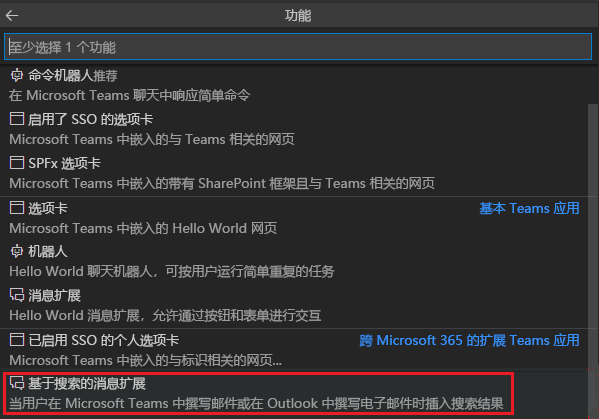 功能
至少选择 1 个功能
命令机器人推荐
在 Microsoft Teams 聊天中响应简单命令
启用了 SSO 的选项卡
Microsoft Teams 中嵌入的与 Teams 相关的网页
SPFx 选项卡
Microsoft Teams 中嵌入的带有 SharePoint 框架且与 Teams 相关的网页
选项卡 基本 Teams 应用
Microsoft Teams 中嵌入的 Hello World 网页
机器人
Hello World 聊天机器人，可按用户运行简单重复的任务
消息扩展
Hello World 消息扩展，允许通过按钮和表单进行交互
已启用 SSO 的个人选项卡 跨 Microsoft 365 的扩展 Teams 应用
Microsoft Teams 中嵌入的与标识相关的网页...
基于搜索的消息扩展
当用户在 Microsoft Teams 中撰写邮件或在 Outlook 中撰写电子邮件时插入搜索结果